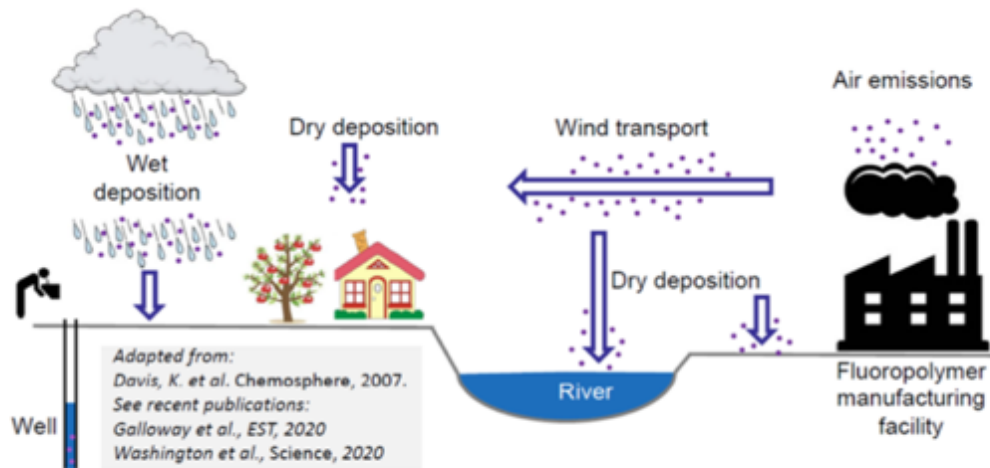 Air emissions
Dry deposition
Wind transport
Wet
deposition
Dry deposition
Adapted from:
Davis, K. et al. Chemosphere, 2007.
See recent publications:
Galloway et al., EST, 2020
Washington et al., Science, 2020
Well
River
Fluoropolymer
manufacturing
facility